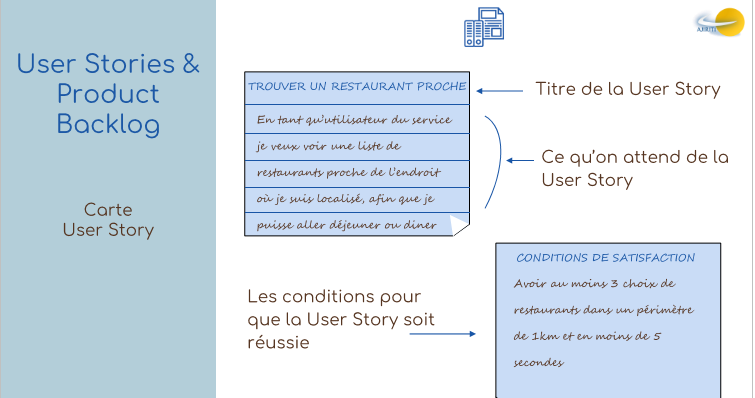 User Stories &
Product
Backlog
Carte
User Story
TROUVER UN RESTAURANT PROCHE
En tant qu'utilisateur du service
je veux voir une liste de
restaurants proche de l'endroit
où je suis localisé, afin que je
puisse aller déjeuner ou diner
Titre de la User Story
Ce qu'on attend de la
User Story
Les conditions pour
que la User Story soit
réussie
CONDITIONS DE SATISFACTION
Avoir au moins 3 choix de
restaurants dans un périmètre
de 1km et en moins de 5
secondes